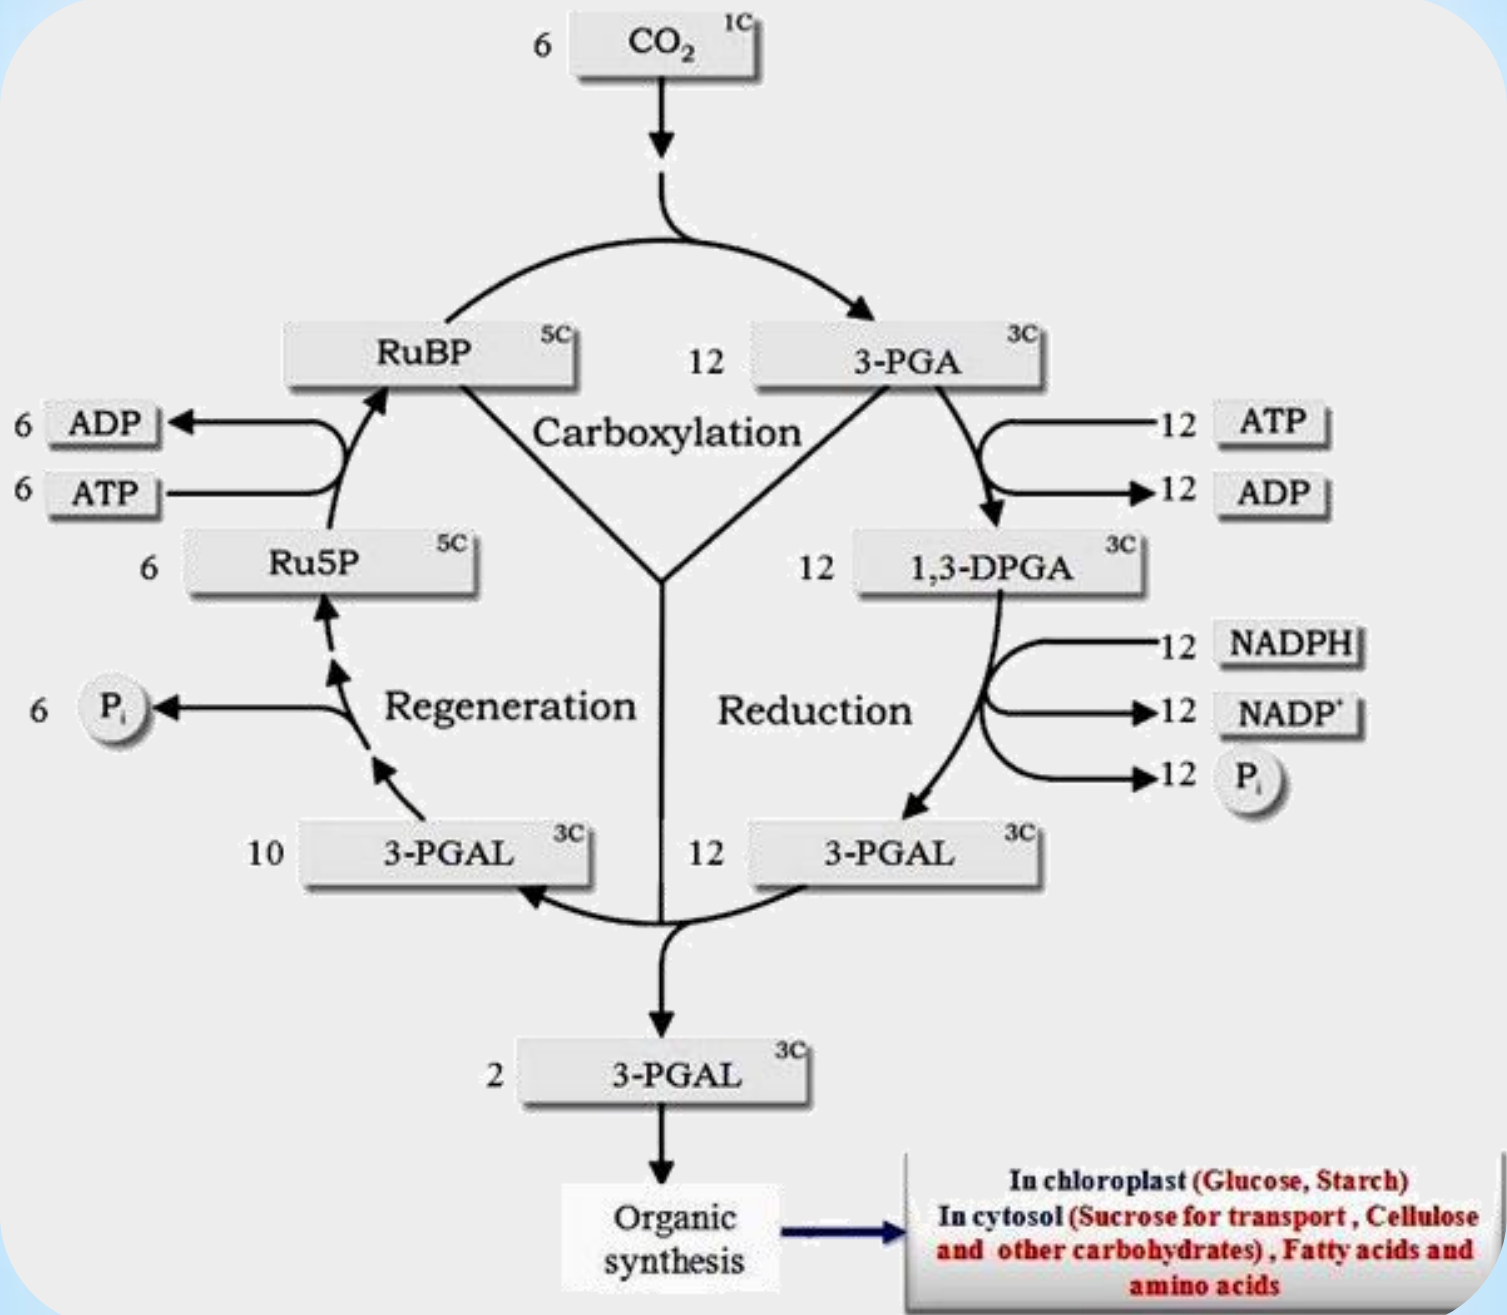 6 CO₂ 1C
RuBP 5C
12 3-PGA 3C
Carboxylation
6 ADP
12 ATP
6 ATP
12 ADP
6 Ru5P 5C
12 1,3-DPGA 3C
12 NADPH
6 Pi
Regeneration
Reduction
12 NADP⁺
12 Pi
10 3-PGAL 3C
12 3-PGAL 3C
2 3-PGAL 3C
Organic
synthesis
In chloroplast (Glucose, Starch)
In cytosol (Sucrose for transport , Cellulose
and other carbohydrates) , Fatty acids and
amino acids